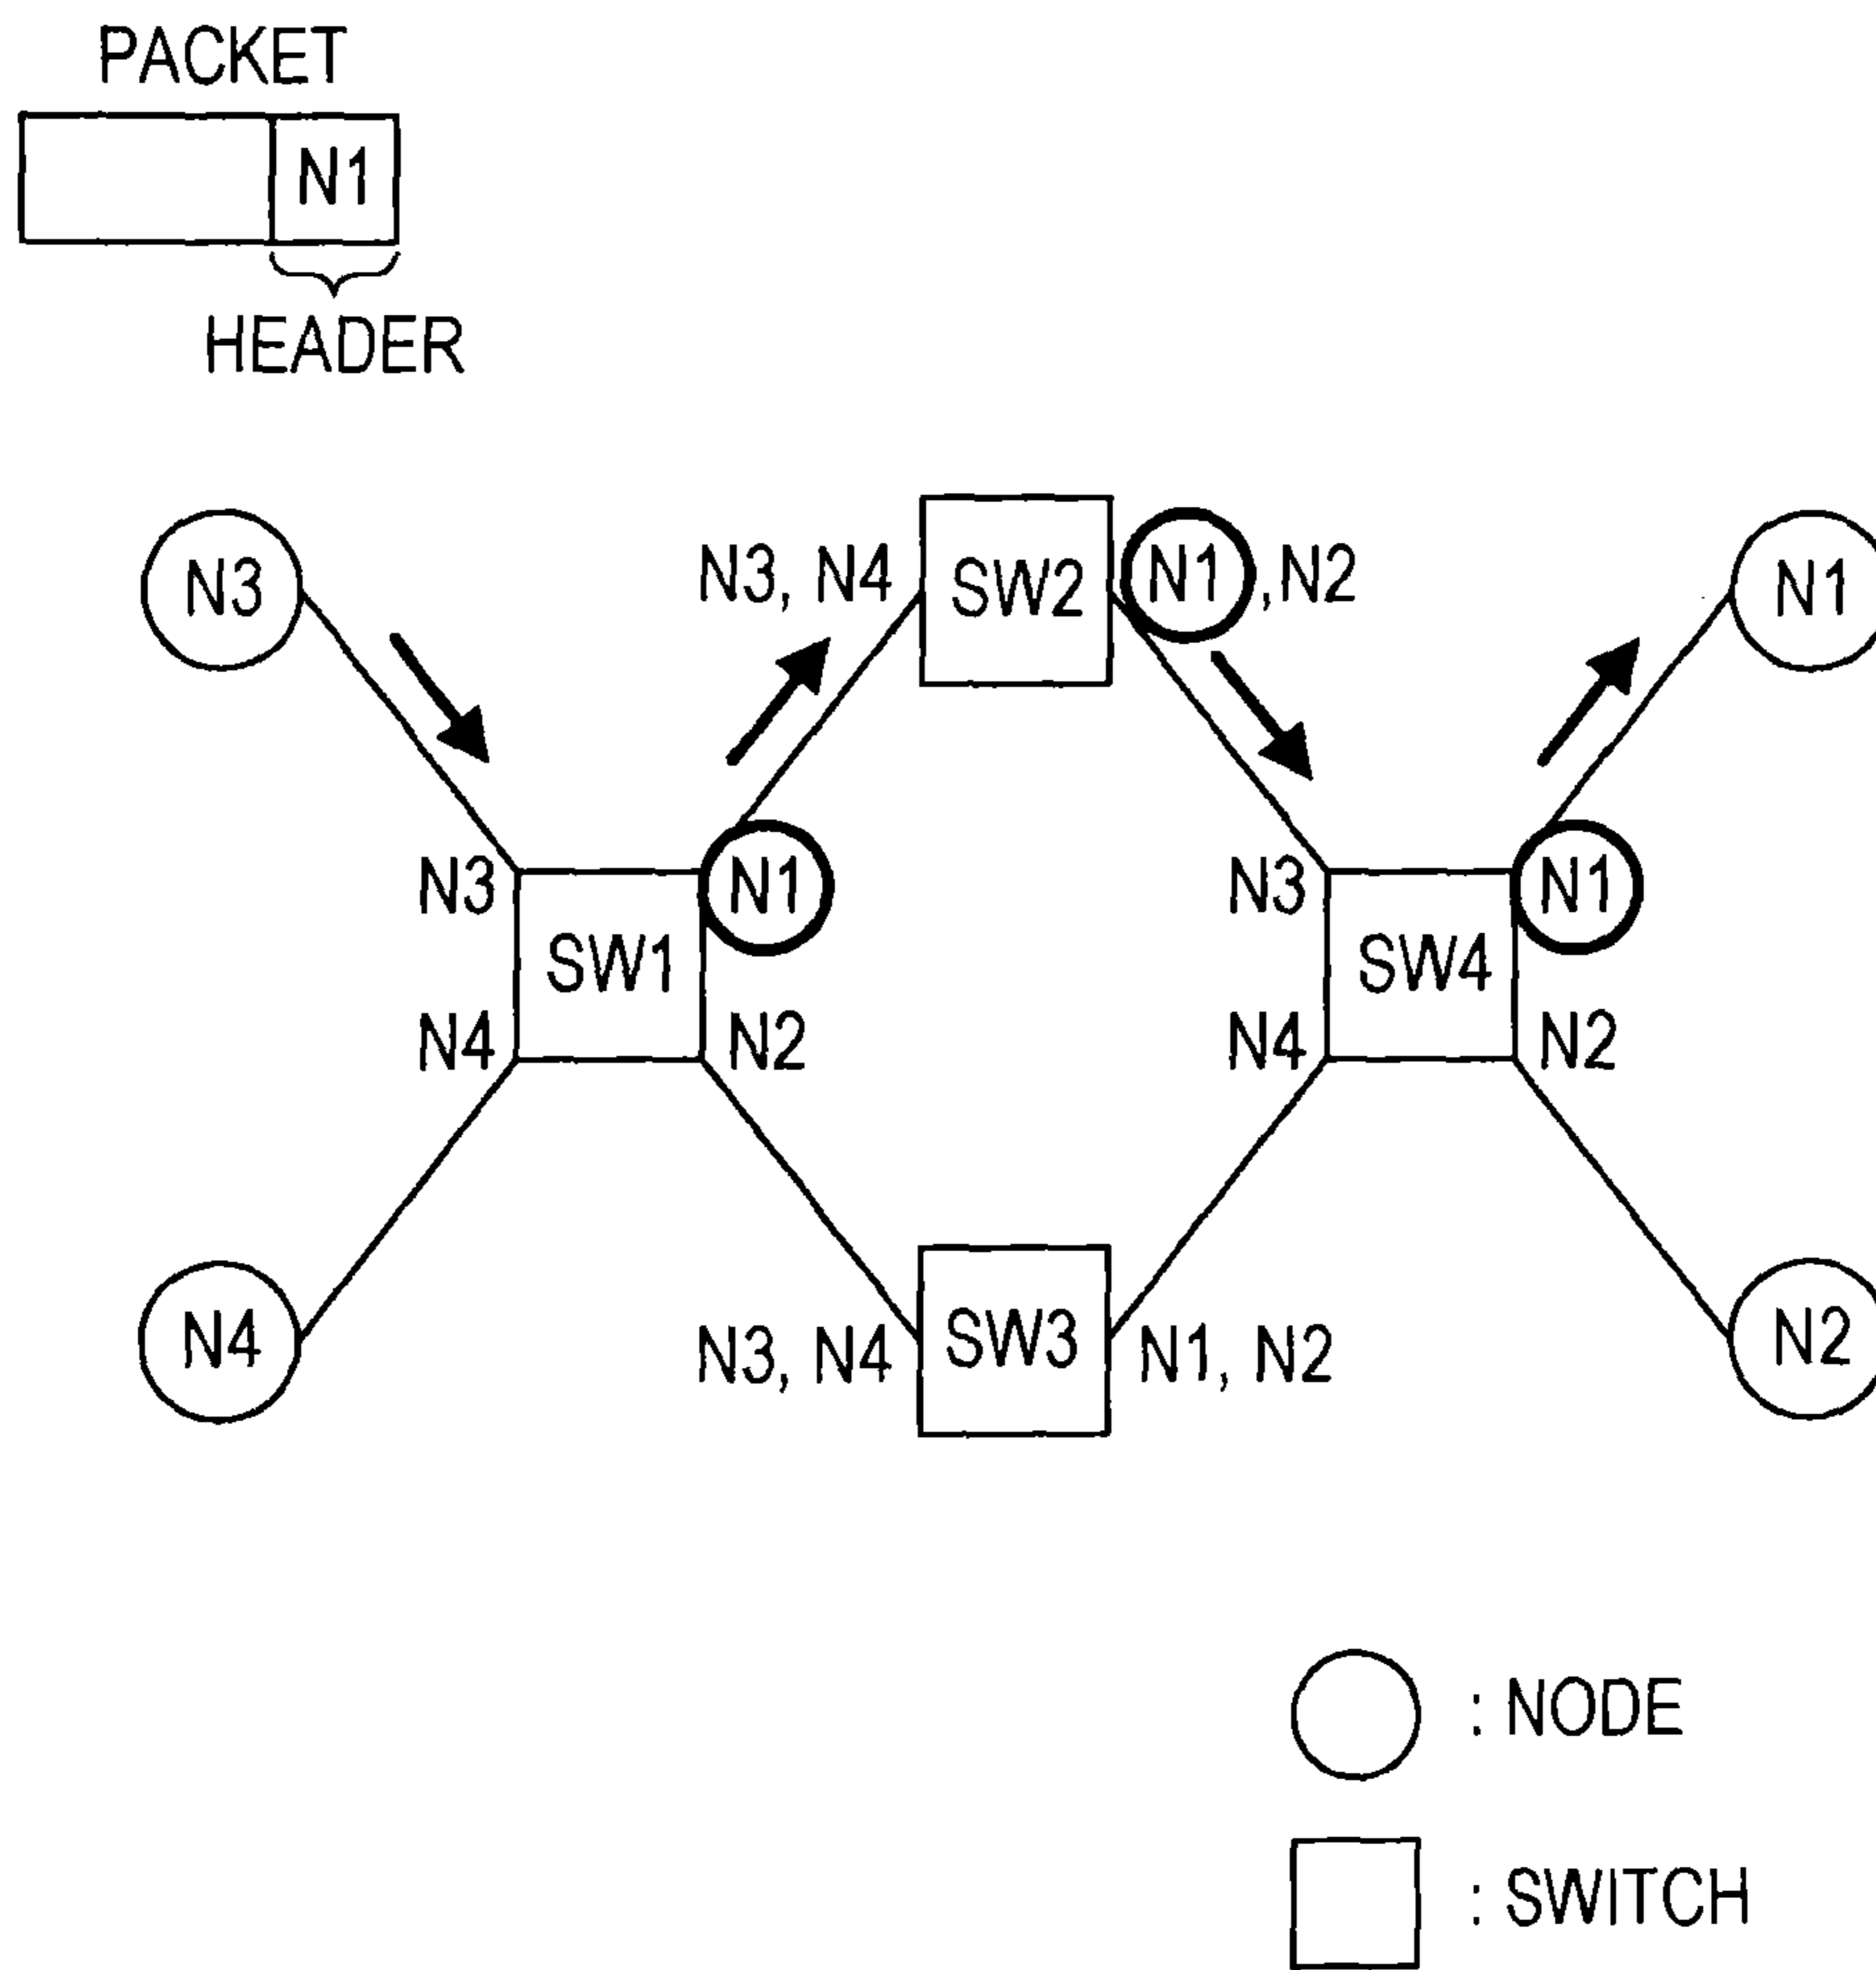 PACKET
N1
HEADER
N3
N3, N4
SW2
N1 ,N2
N1
N3
N1
N3
N1
SW1
SW4
N4
N2
N4
N2
N4
N3, N4
SW3
N1, N2
N2
: NODE
: SWITCH